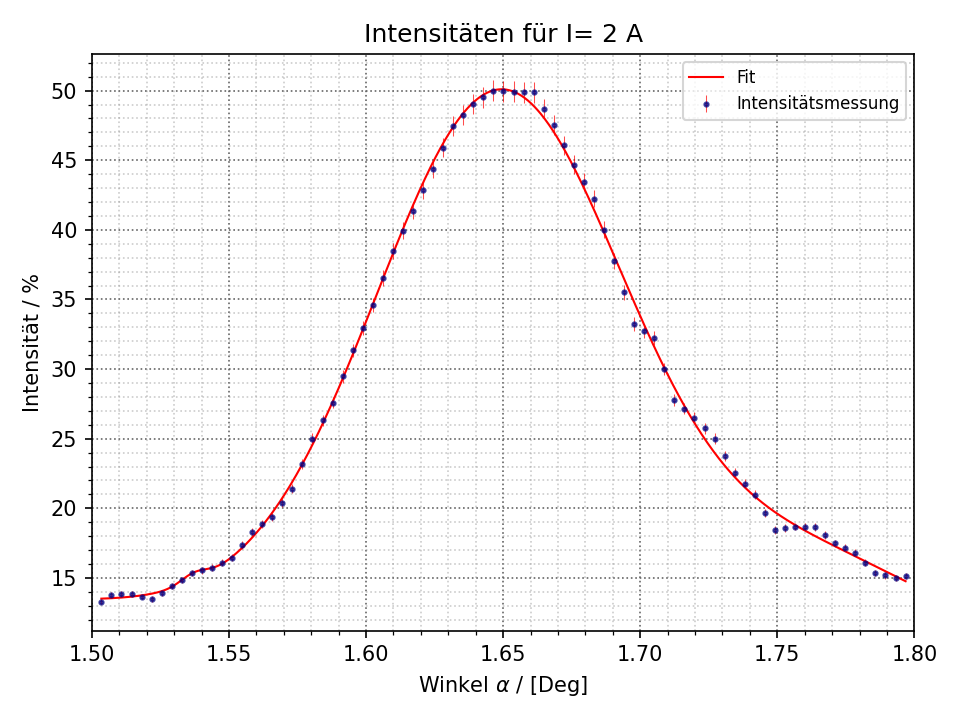 Intensitäten für I= 2 A
Fit
Intensitätsmessung
Intensität / %
50
45
40
35
30
25
20
15
1.50 1.55 1.60 1.65 1.70 1.75 1.80
Winkel α / [Deg]